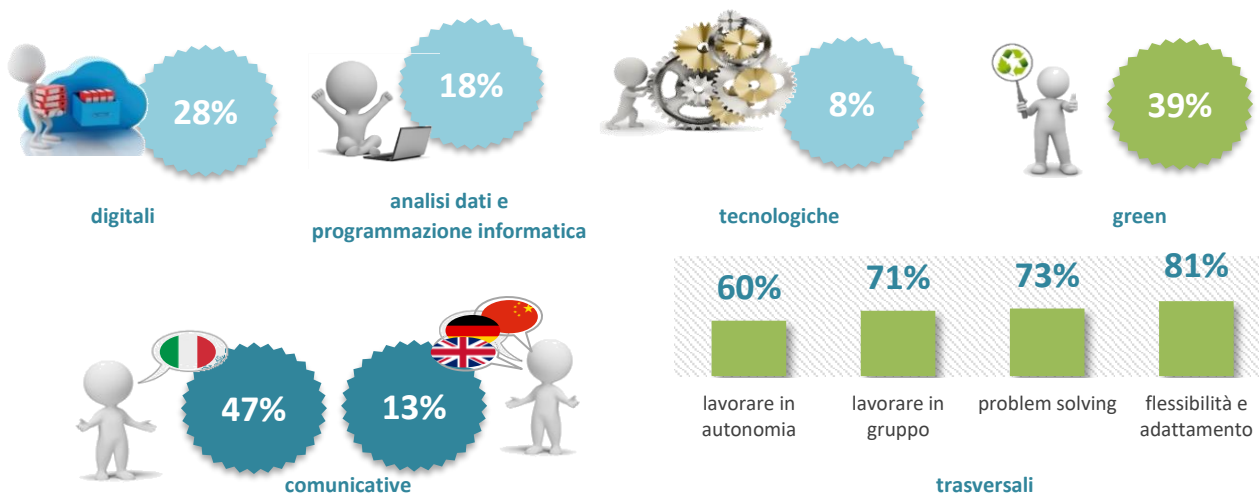 28%
digitali
18%
analisi dati e
programmazione informatica
8%
tecnologiche
39%
green
47%
13%
comunicative
60%
71%
73%
81%
lavorare in
autonomia
lavorare in
gruppo
problem solving
flessibilità e
adattamento
trasversali